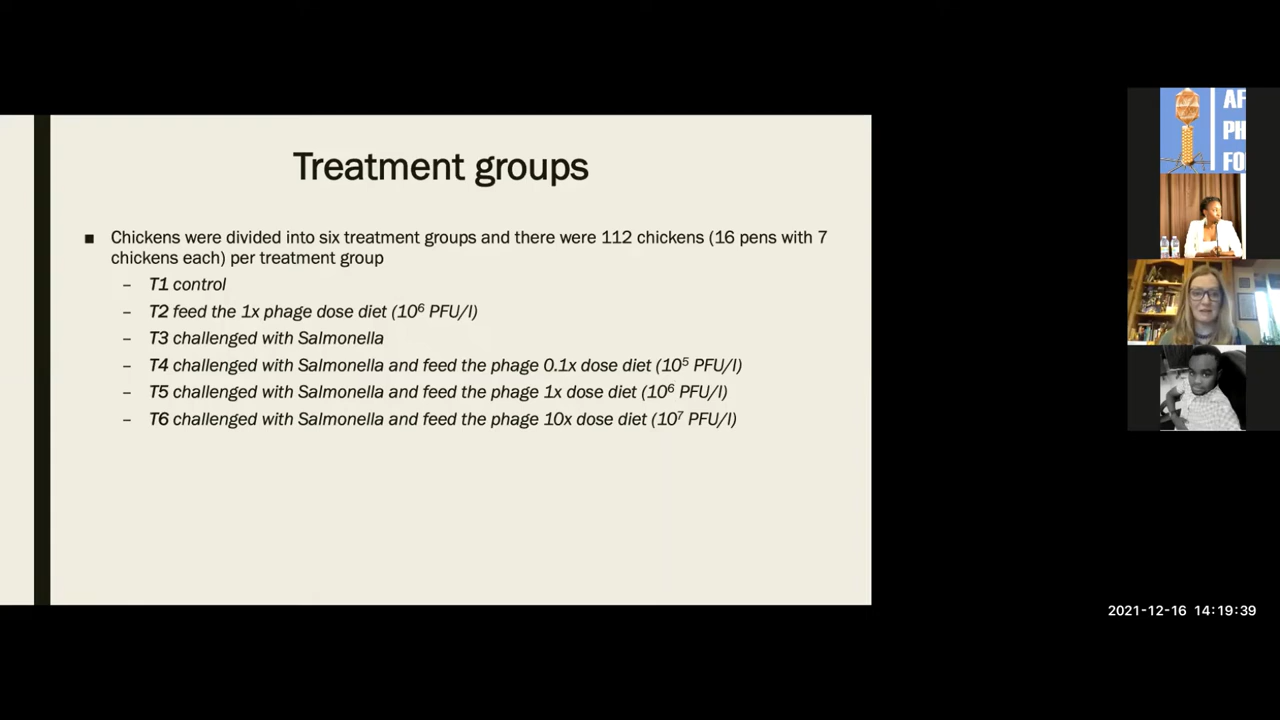 Treatment groups
■ Chickens were divided into six treatment groups and there were 112 chickens (16 pens with 7
chickens each) per treatment group
– T1 control
– T2 feed the 1x phage dose diet (10⁶ PFU/l)
– T3 challenged with Salmonella
– T4 challenged with Salmonella and feed the phage 0.1x dose diet (10⁵ PFU/l)
– T5 challenged with Salmonella and feed the phage 1x dose diet (10⁶ PFU/l)
– T6 challenged with Salmonella and feed the phage 10x dose diet (10⁷ PFU/l)
AF
PH
FO
2021-12-16 14:19:39